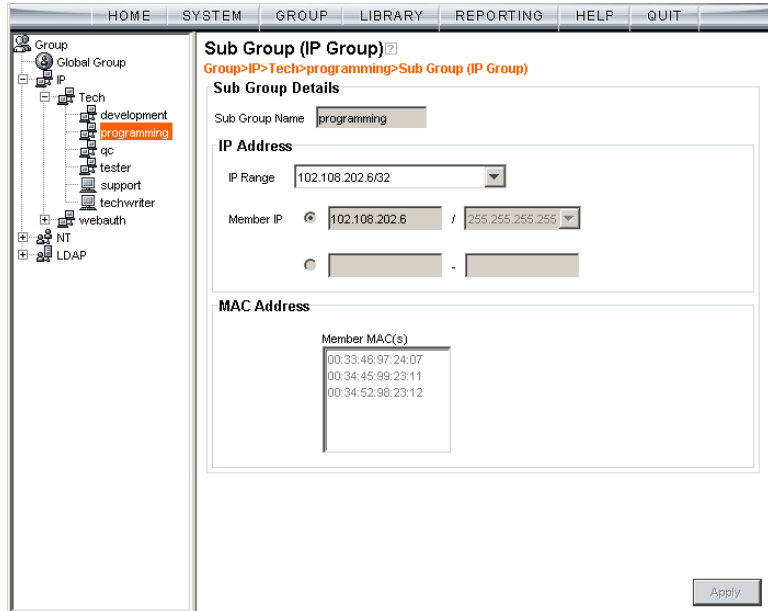 HOME SYSTEM GROUP LIBRARY REPORTING HELP QUIT
Group
Global Group
IP
Tech
development
programming
qc
tester
support
techwriter
webauth
NT
LDAP
Sub Group (IP Group)?
Group>IP>Tech>programming>Sub Group (IP Group)
Sub Group Details
Sub Group Name programming
IP Address
IP Range 102.108.202.6/32
Member IP 102.108.202.6 / 255.255.255.255
-
MAC Address
Member MAC(s)
00:33:46:97:24:07
00:34:45:99:23:11
00:34:52:98:23:12
Apply